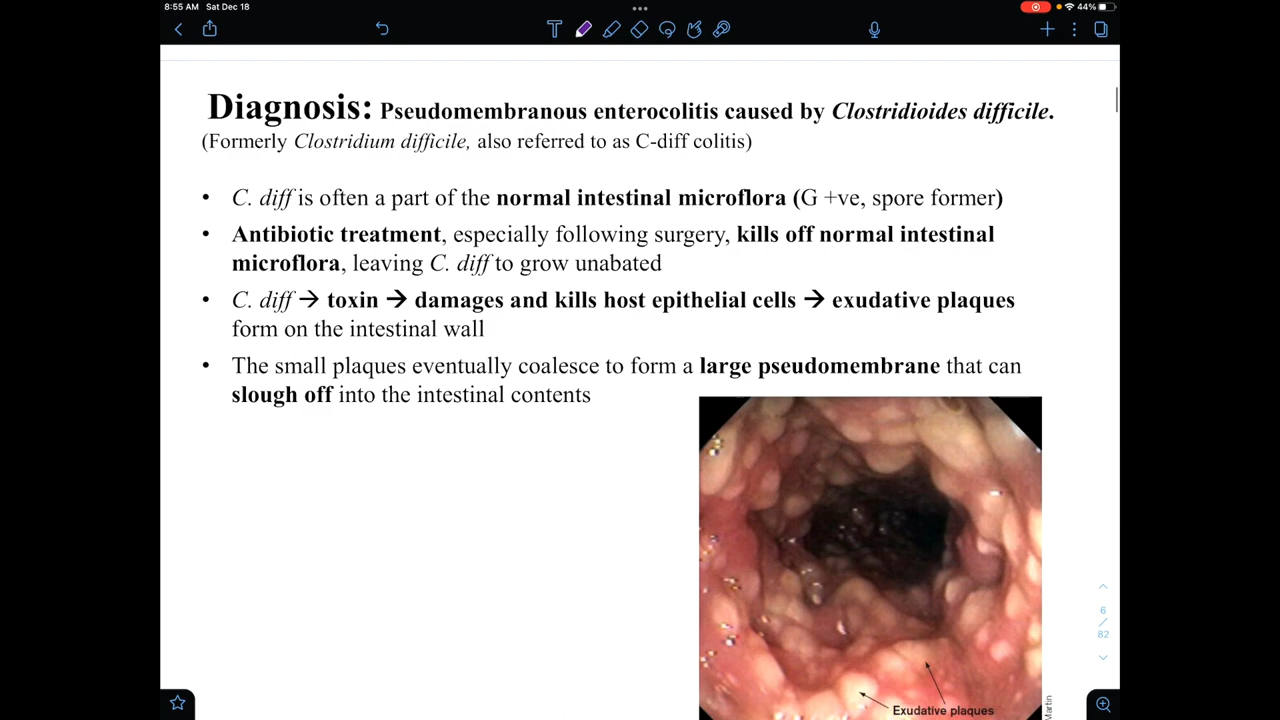 8:55 AM Sat Dec 18
44%
T
Diagnosis: Pseudomembranous enterocolitis caused by Clostridioides difficile.
(Formerly Clostridium difficile, also referred to as C-diff colitis)
• C. diff is often a part of the normal intestinal microflora (G +ve, spore former)
• Antibiotic treatment, especially following surgery, kills off normal intestinal
microflora, leaving C. diff to grow unabated
• C. diff → toxin → damages and kills host epithelial cells → exudative plaques
form on the intestinal wall
• The small plaques eventually coalesce to form a large pseudomembrane that can
slough off into the intestinal contents
6
/
82
Exudative plaques
Martin